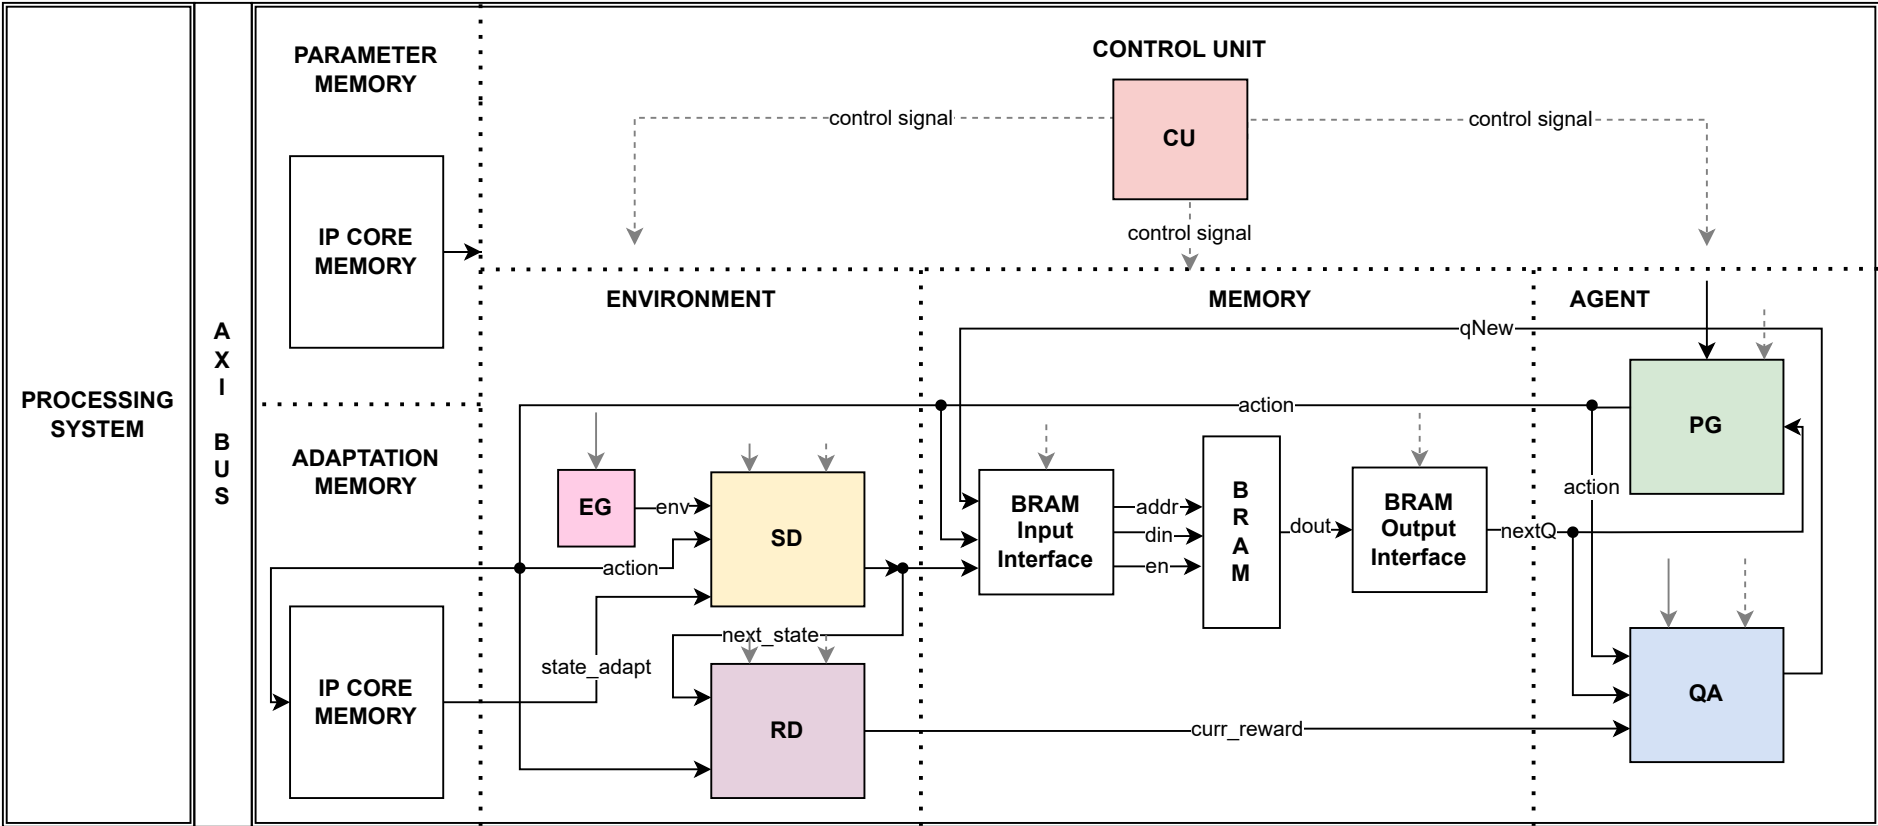 PROCESSING
SYSTEM
A
X
I
B
U
S
PARAMETER
MEMORY
IP CORE
MEMORY
ADAPTATION
MEMORY
IP CORE
MEMORY
CONTROL UNIT
CU
control signal
control signal
control signal
ENVIRONMENT
EG
env
SD
action
next_state
state_adapt
RD
MEMORY
qNew
action
BRAM
Input
Interface
addr
din
en
B
R
A
M
dout
BRAM
Output
Interface
nextQ
curr_reward
AGENT
PG
action
QA